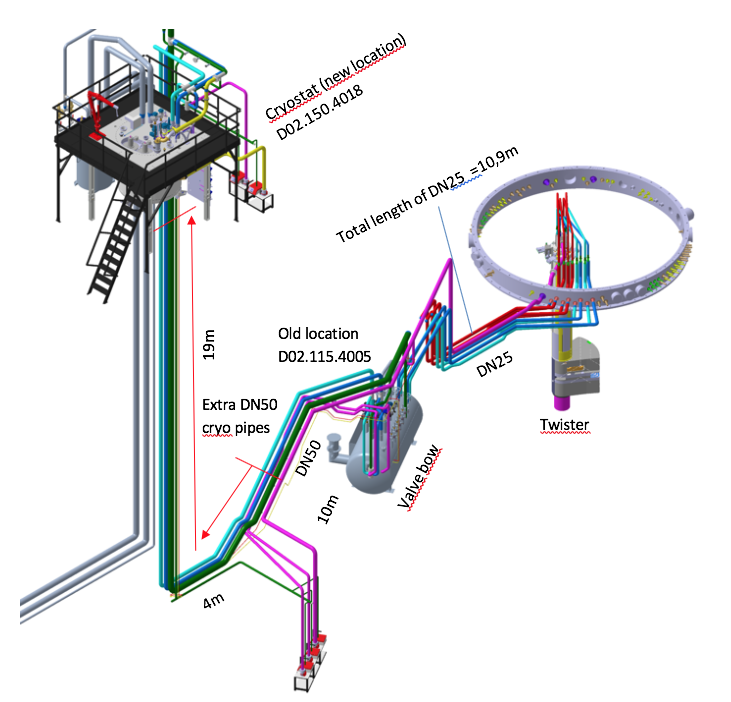 Cryostat (new location)
D02.150.4018
Total length of DN25 =10,9m
19m
Old location
D02.115.4005
Extra DN50
cryo pipes
DN25
Twister
DN50
Valve bow
10m
4m